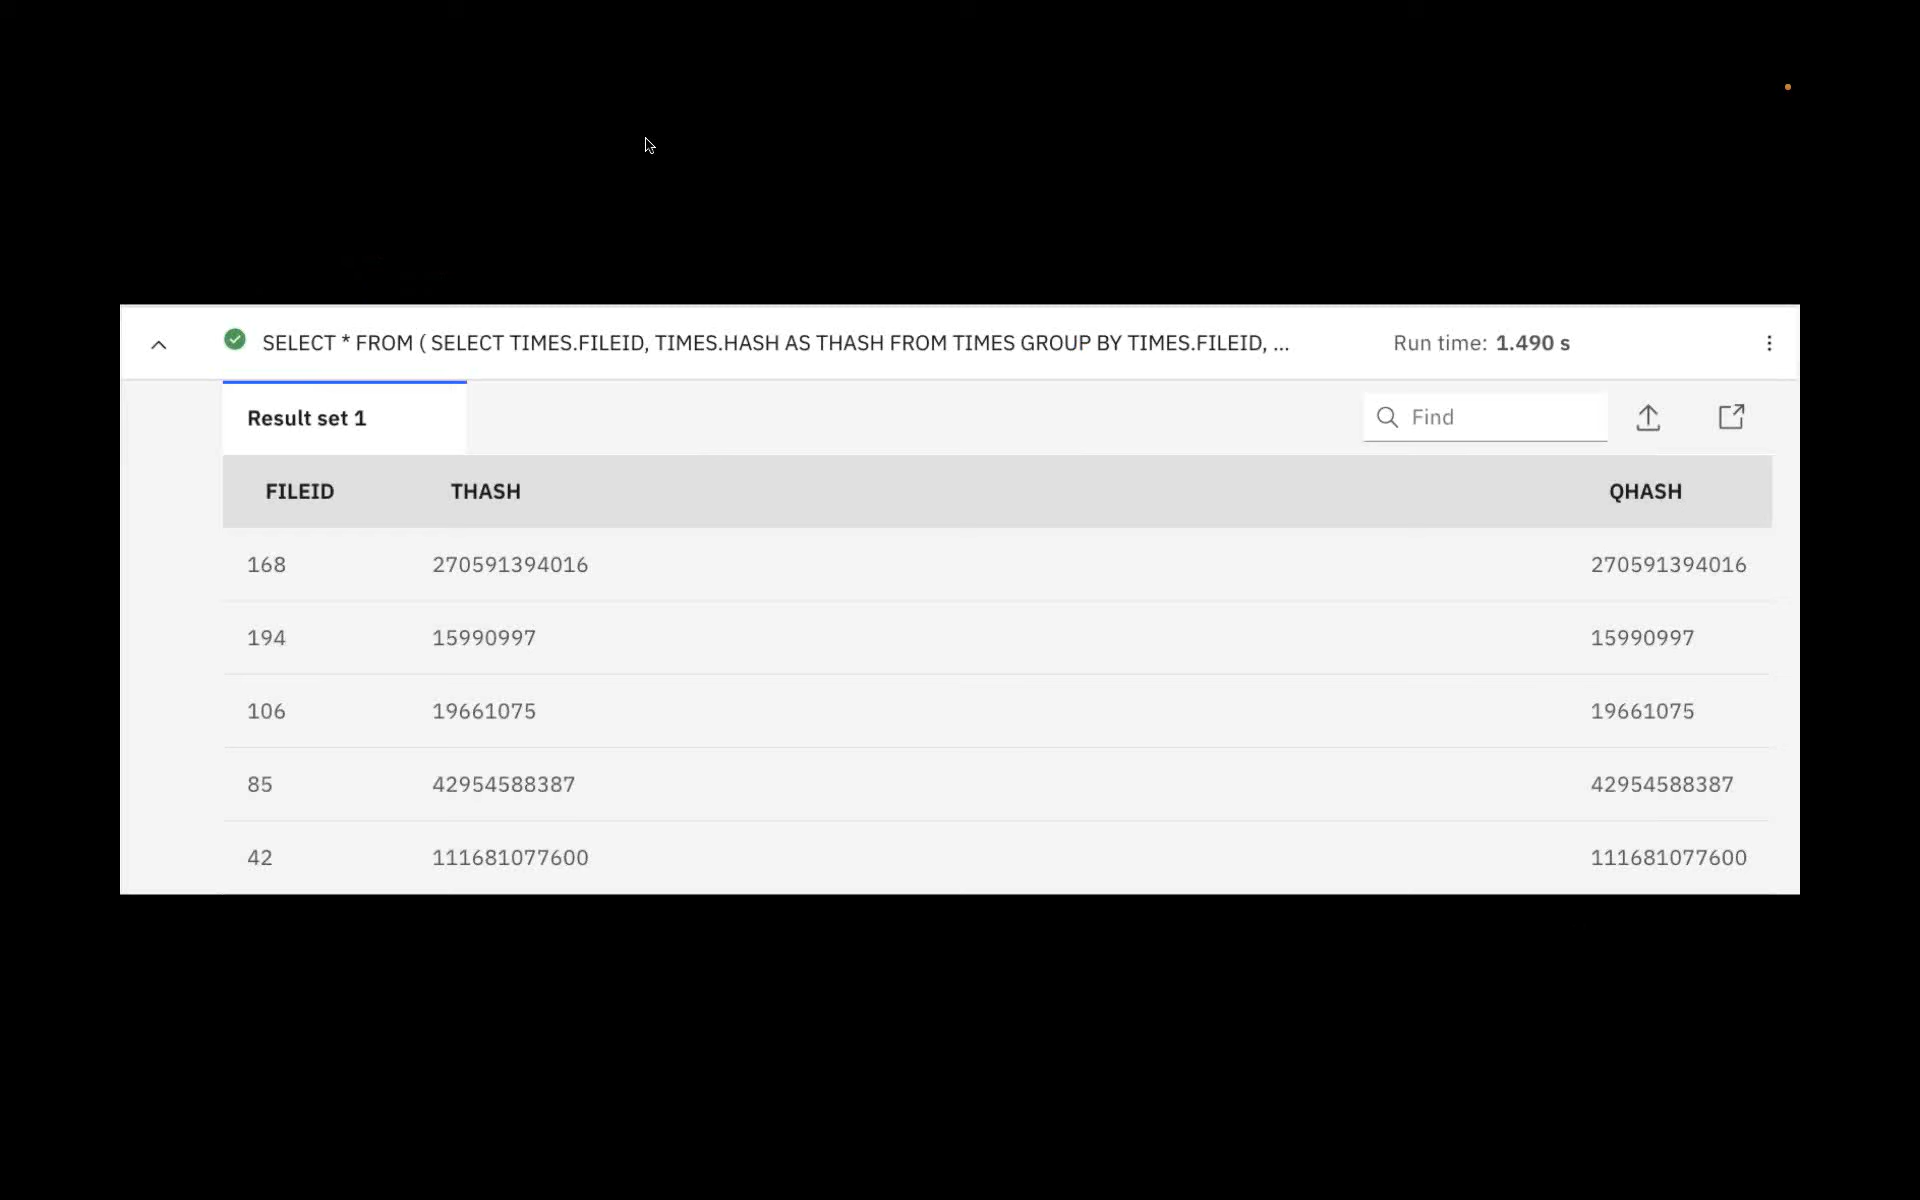 SELECT * FROM ( SELECT TIMES.FILEID, TIMES.HASH AS THASH FROM TIMES GROUP BY TIMES.FILEID, ... Run time: 1.490 s
Result set 1 Find
FILEID THASH QHASH
168 270591394016 270591394016
194 15990997 15990997
106 19661075 19661075
85 42954588387 42954588387
42 111681077600 111681077600